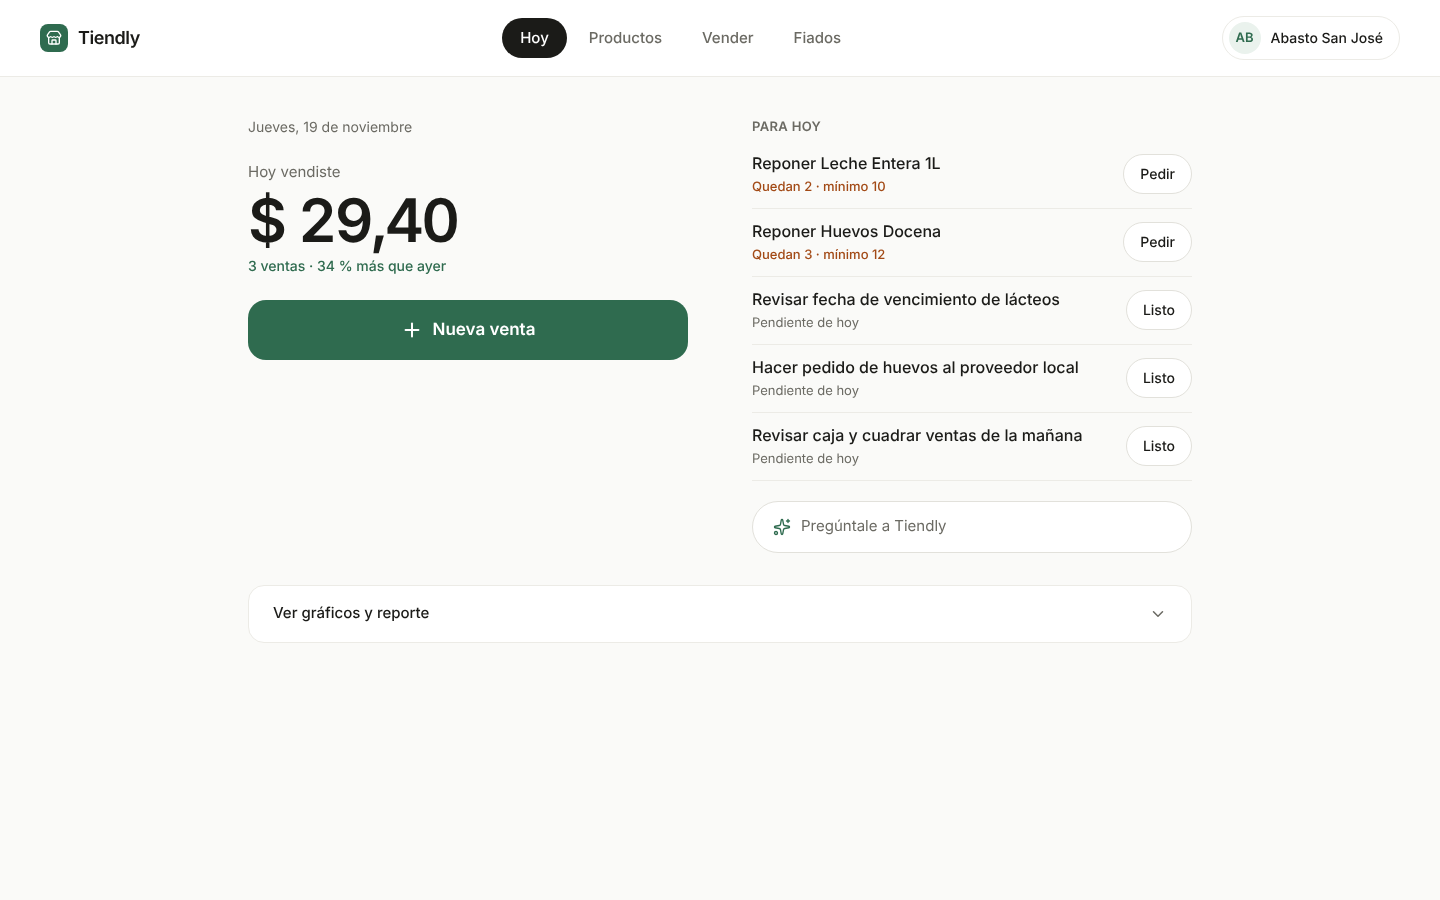 Tiendly
Hoy
Productos
Vender
Fiados
AB
Abasto San José
Jueves, 19 de noviembre
Hoy vendiste
$ 29,40
3 ventas · 34 % más que ayer
Nueva venta
PARA HOY
Reponer Leche Entera 1L
Quedan 2 · mínimo 10
Pedir
Reponer Huevos Docena
Quedan 3 · mínimo 12
Pedir
Revisar fecha de vencimiento de lácteos
Pendiente de hoy
Listo
Hacer pedido de huevos al proveedor local
Pendiente de hoy
Listo
Revisar caja y cuadrar ventas de la mañana
Pendiente de hoy
Listo
Pregúntale a Tiendly
Ver gráficos y reporte